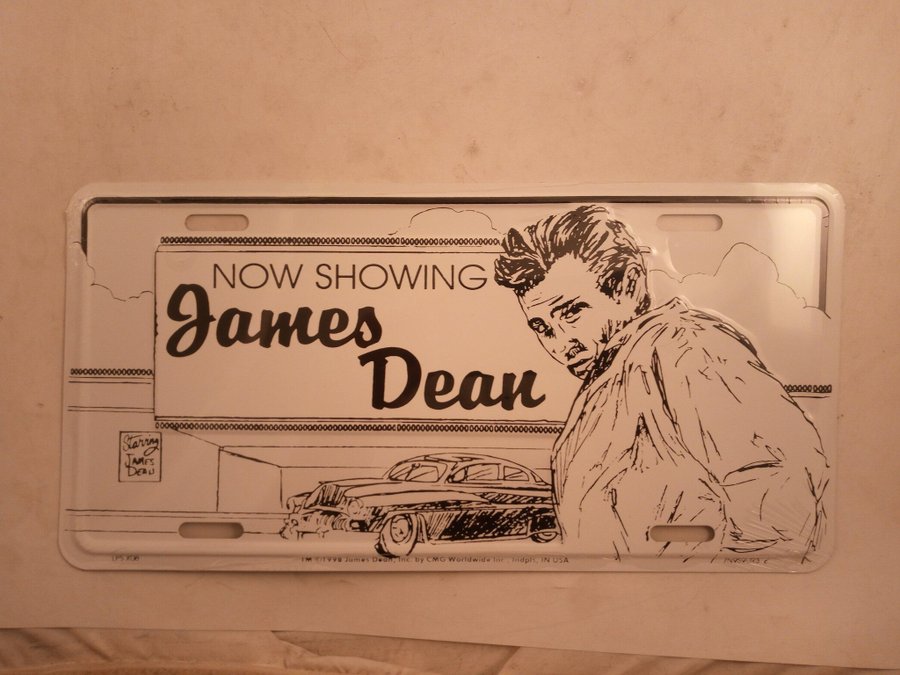 NOW SHOWING
James
Dean
Starring
JAMES
DEAN
TM ©1998 James Dean, Inc. by CMG Worldwide Inc., Indpls, IN USA